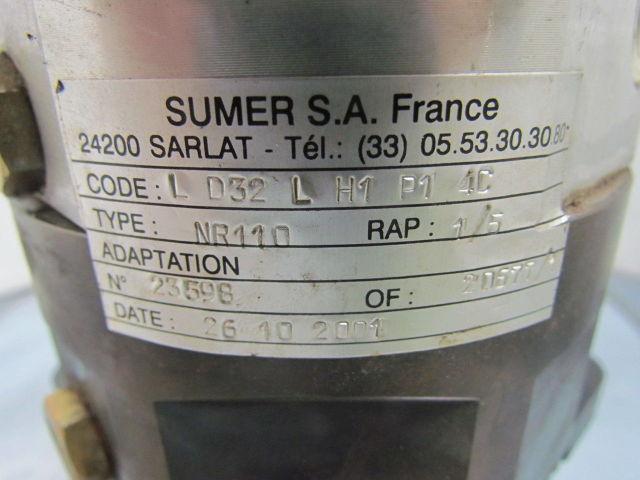 SUMER S.A. France
24200 SARLAT - Tél.: (33) 05.53.30.30.80
CODE : L D32 L H1 P1 4C
TYPE : NR110 RAP : 1/5
ADAPTATION
N° 23598 OF :
DATE : 26 10 2001